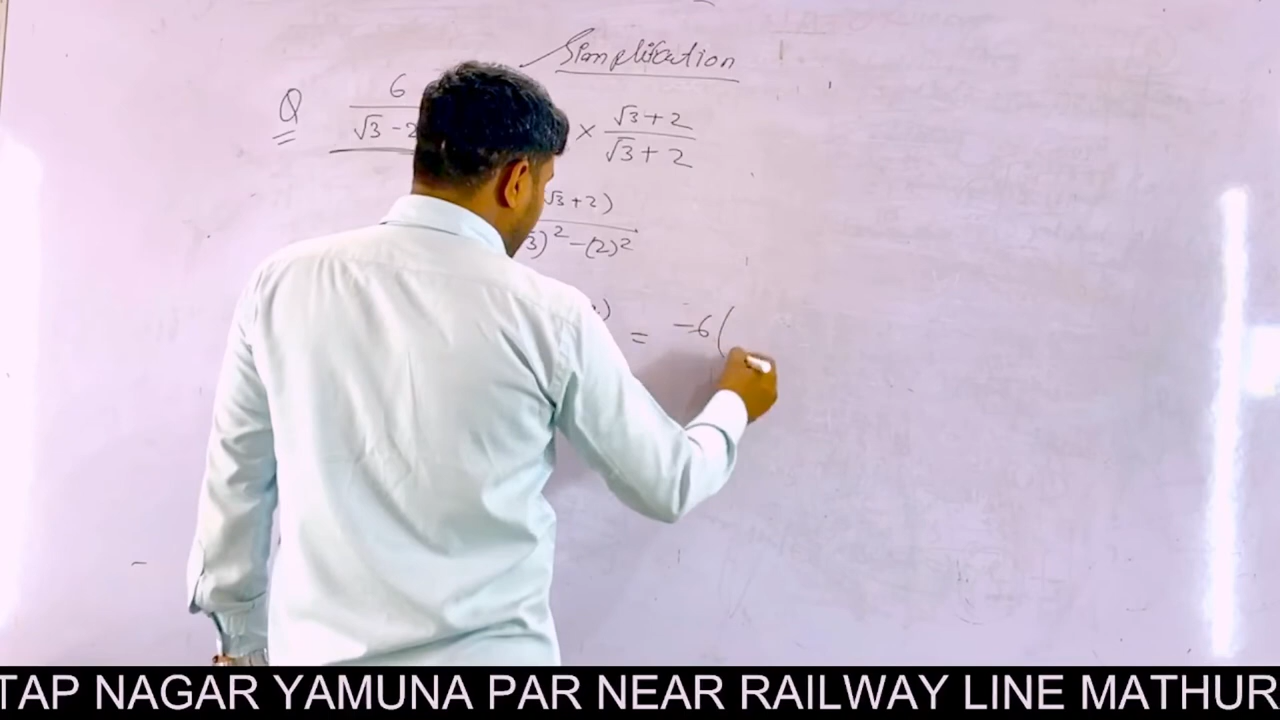 Simplification
Q 6 / √3 - 2 × √3 + 2 / √3 + 2
√3 + 2) / 3)² - (2)²
) = -6(
TAP NAGAR YAMUNA PAR NEAR RAILWAY LINE MATHUR